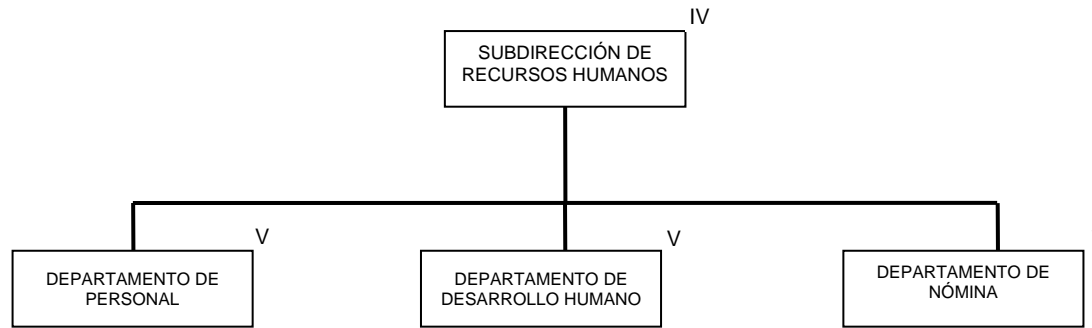 IV
SUBDIRECCIÓN DE
RECURSOS HUMANOS
V
DEPARTAMENTO DE
PERSONAL
V
DEPARTAMENTO DE
DESARROLLO HUMANO
DEPARTAMENTO DE
NÓMINA